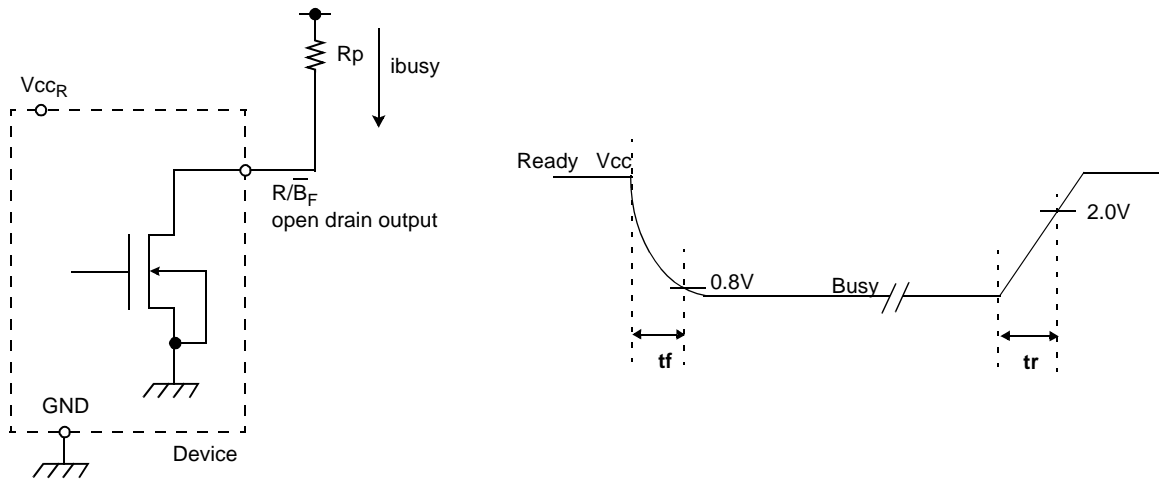 Rp
ibusy
VccR
R/B̅F
open drain output
GND
Device
Ready Vcc
2.0V
0.8V
Busy
tf
tr